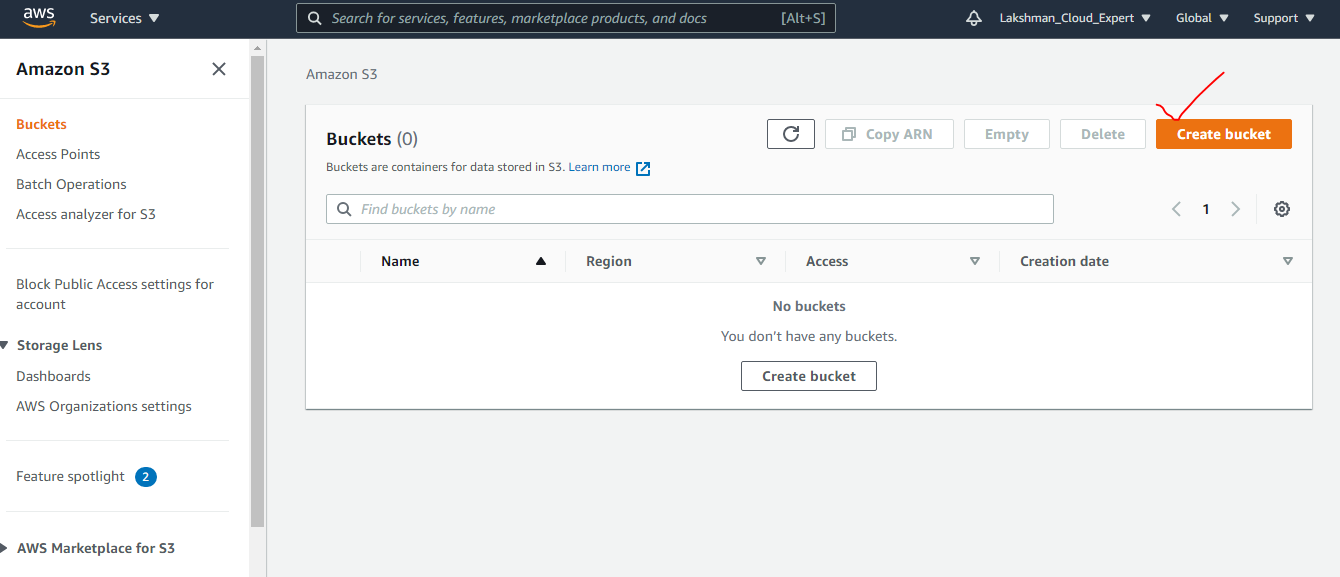 aws Services Search for services, features, marketplace products, and docs [Alt+S] Lakshman_Cloud_Expert Global Support
Amazon S3
Buckets
Access Points
Batch Operations
Access analyzer for S3
Block Public Access settings for
account
Storage Lens
Dashboards
AWS Organizations settings
Feature spotlight 2
AWS Marketplace for S3
Amazon S3
Buckets (0) Copy ARN Empty Delete Create bucket
Buckets are containers for data stored in S3. Learn more
Find buckets by name 1
Name Region Access Creation date
No buckets
You don’t have any buckets.
Create bucket